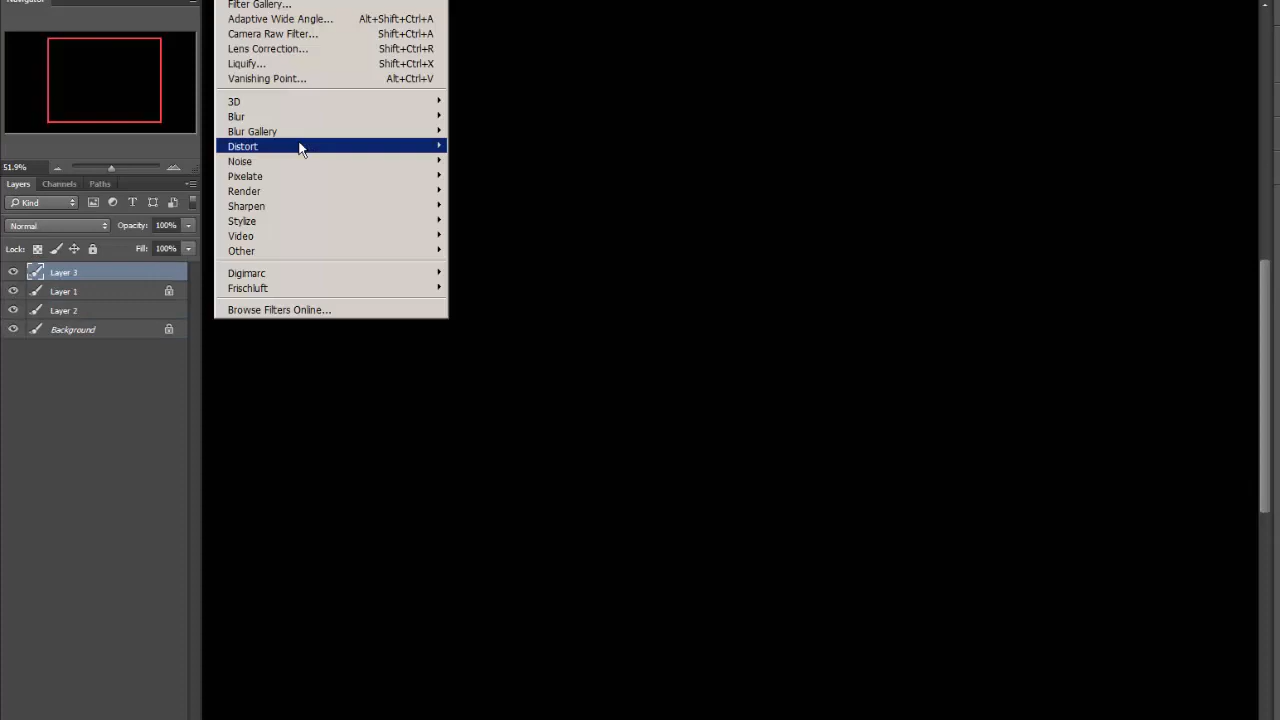 Navigator
Filter Gallery...
Adaptive Wide Angle... Alt+Shift+Ctrl+A
Camera Raw Filter... Shift+Ctrl+A
Lens Correction... Shift+Ctrl+R
Liquify... Shift+Ctrl+X
Vanishing Point... Alt+Ctrl+V
3D
Blur
Blur Gallery
Distort
Noise
Pixelate
Render
Sharpen
Stylize
Video
Other
Digimarc
Frischluft
Browse Filters Online...
51.9%
Layers Channels Paths
Kind
Normal Opacity: 100%
Lock: Fill: 100%
Layer 3
Layer 1
Layer 2
Background